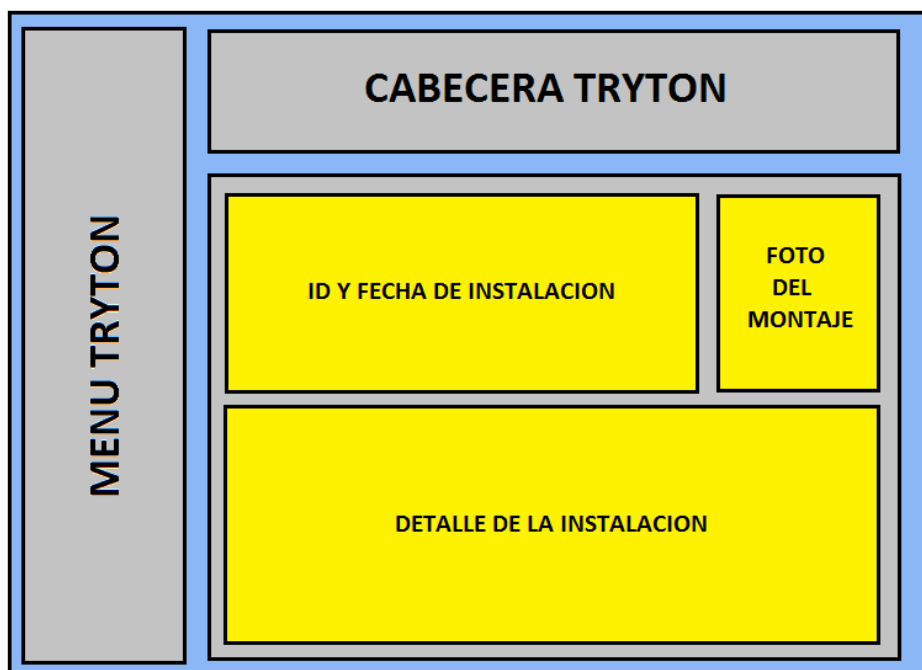 MENU TRYTON
CABECERA TRYTON
ID Y FECHA DE INSTALACION
FOTO
DEL
MONTAJE
DETALLE DE LA INSTALACION